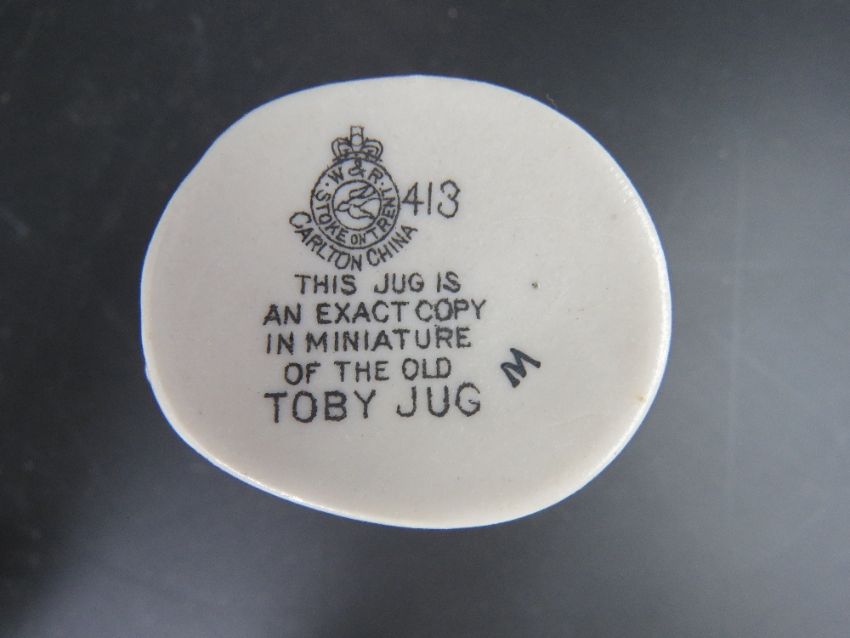 W & R
STOKE ON TRENT
CARLTON CHINA
413
THIS JUG IS
AN EXACT COPY
IN MINIATURE
OF THE OLD
TOBY JUG
M